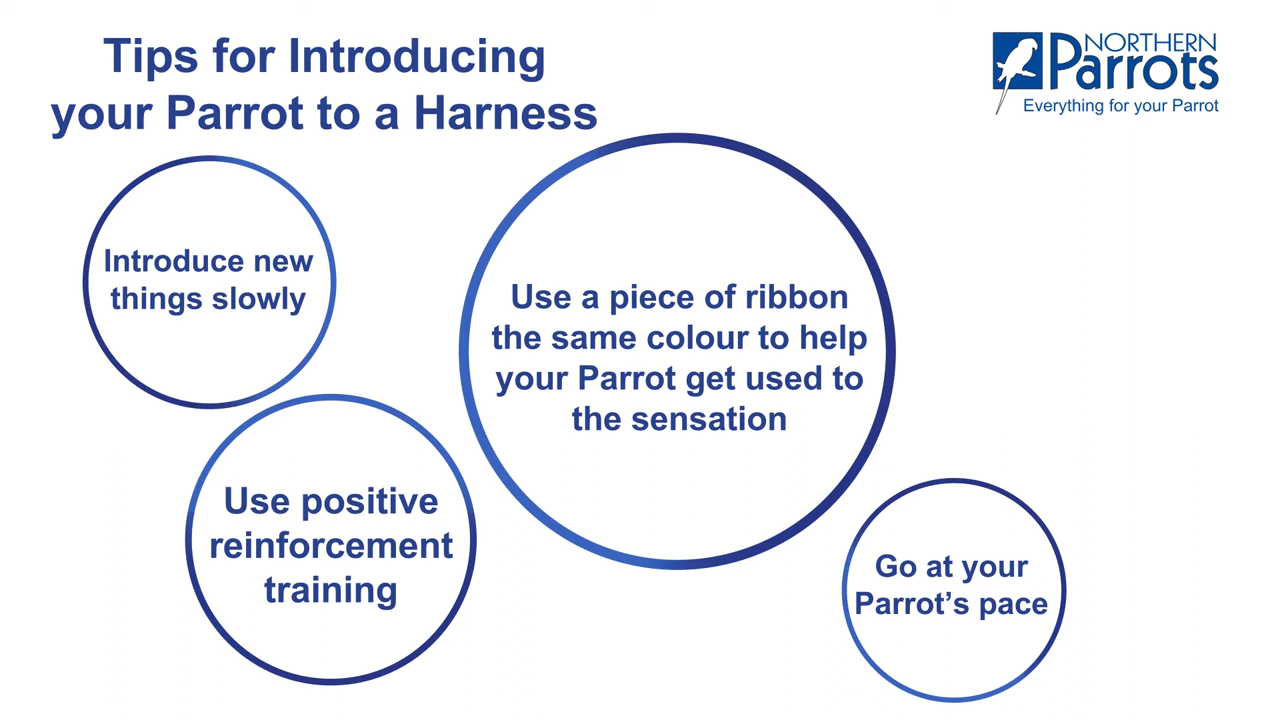 Tips for Introducing
your Parrot to a Harness
NORTHERN
Parrots
Everything for your Parrot
Introduce new
things slowly
Use a piece of ribbon
the same colour to help
your Parrot get used to
the sensation
Use positive
reinforcement
training
Go at your
Parrot’s pace